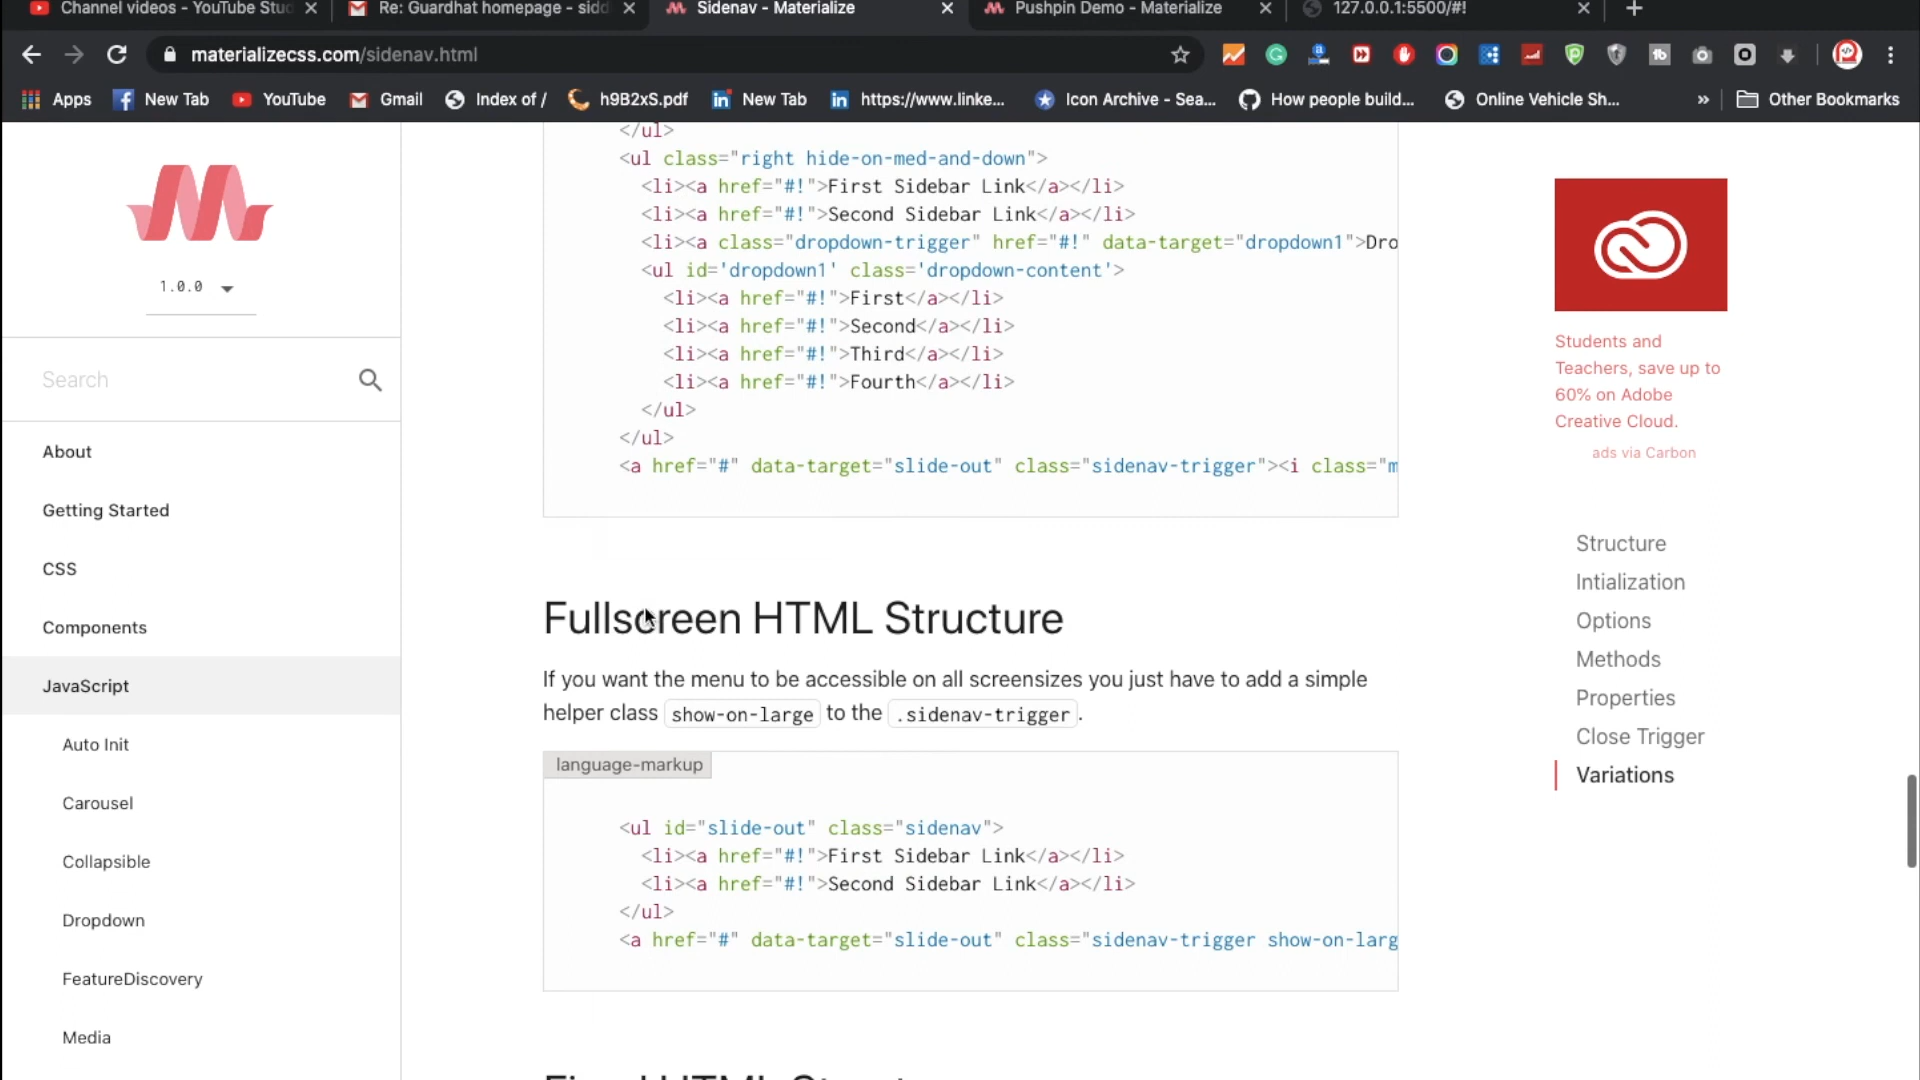 Channel videos - YouTube Stud
Re: Guardhat homepage - sidd
Sidenav - Materialize
Pushpin Demo - Materialize
127.0.0.1:5500/#!
materializecss.com/sidenav.html
Apps
New Tab
YouTube
Gmail
Index of /
h9B2xS.pdf
New Tab
https://www.linke...
Icon Archive - Sea...
How people build...
Online Vehicle Sh...
»
Other Bookmarks
1.0.0
Search
About
Getting Started
CSS
Components
JavaScript
Auto Init
Carousel
Collapsible
Dropdown
FeatureDiscovery
Media
</ul>
<ul class="right hide-on-med-and-down">
<li><a href="#!">First Sidebar Link</a></li>
<li><a href="#!">Second Sidebar Link</a></li>
<li><a class="dropdown-trigger" href="#!" data-target="dropdown1">Dro
<ul id='dropdown1' class='dropdown-content'>
<li><a href="#!">First</a></li>
<li><a href="#!">Second</a></li>
<li><a href="#!">Third</a></li>
<li><a href="#!">Fourth</a></li>
</ul>
</ul>
<a href="#" data-target="slide-out" class="sidenav-trigger"><i class="m
Fullscreen HTML Structure
If you want the menu to be accessible on all screensizes you just have to add a simple
helper class show-on-large to the .sidenav-trigger.
language-markup
<ul id="slide-out" class="sidenav">
<li><a href="#!">First Sidebar Link</a></li>
<li><a href="#!">Second Sidebar Link</a></li>
</ul>
<a href="#" data-target="slide-out" class="sidenav-trigger show-on-larg
Students and
Teachers, save up to
60% on Adobe
Creative Cloud.
ads via Carbon
Structure
Intialization
Options
Methods
Properties
Close Trigger
Variations